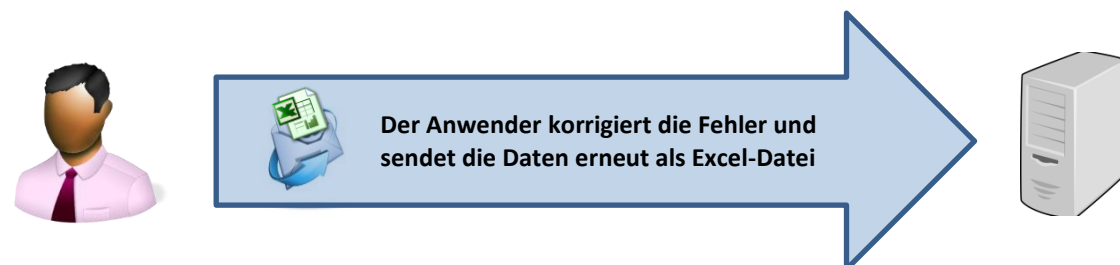 Der Anwender korrigiert die Fehler und
sendet die Daten erneut als Excel-Datei